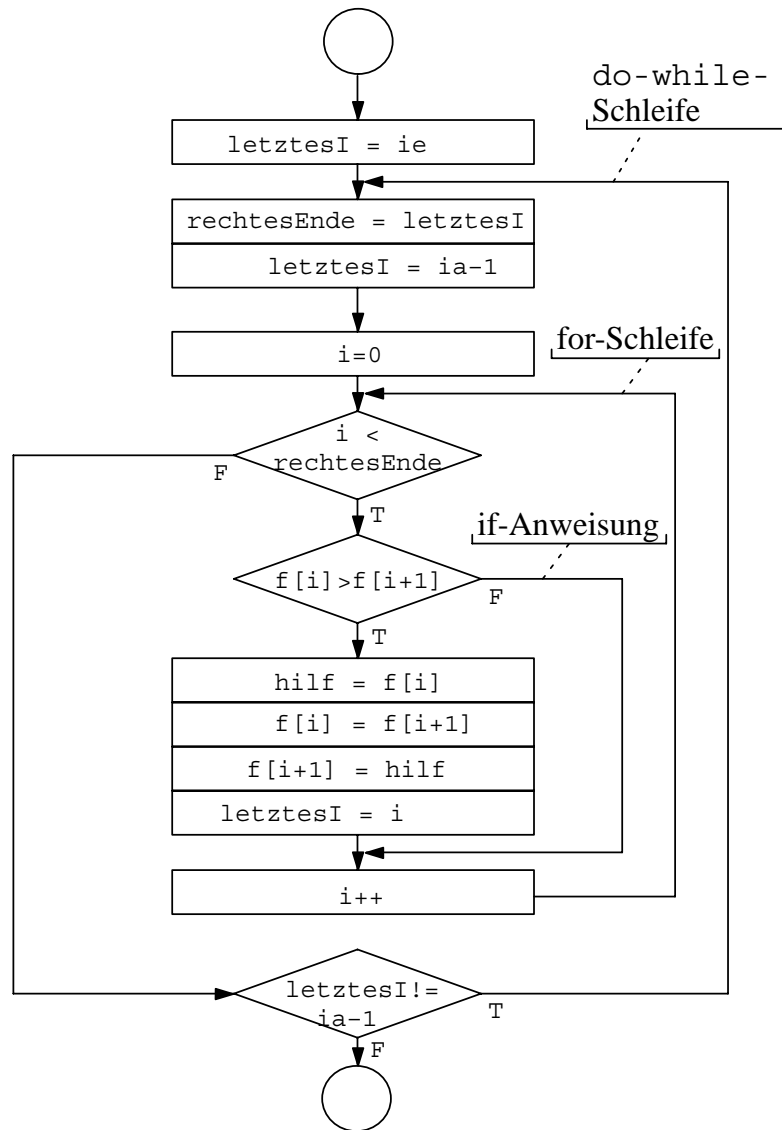 do-while-
Schleife
letztesI = ie
rechtesEnde = letztesI
letztesI = ia-1
for-Schleife
i=0
i <
rechtesEnde
F
T
if-Anweisung
f[i]>f[i+1]
F
T
hilf = f[i]
f[i] = f[i+1]
f[i+1] = hilf
letztesI = i
i++
letztesI!=
ia-1
T
F